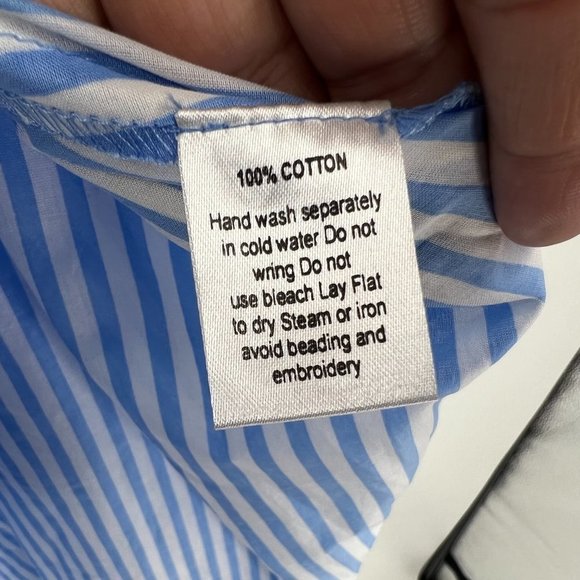 100% COTTON
Hand wash separately
in cold water Do not
wring Do not
use bleach Lay Flat
to dry Steam or iron
avoid beading and
embroidery